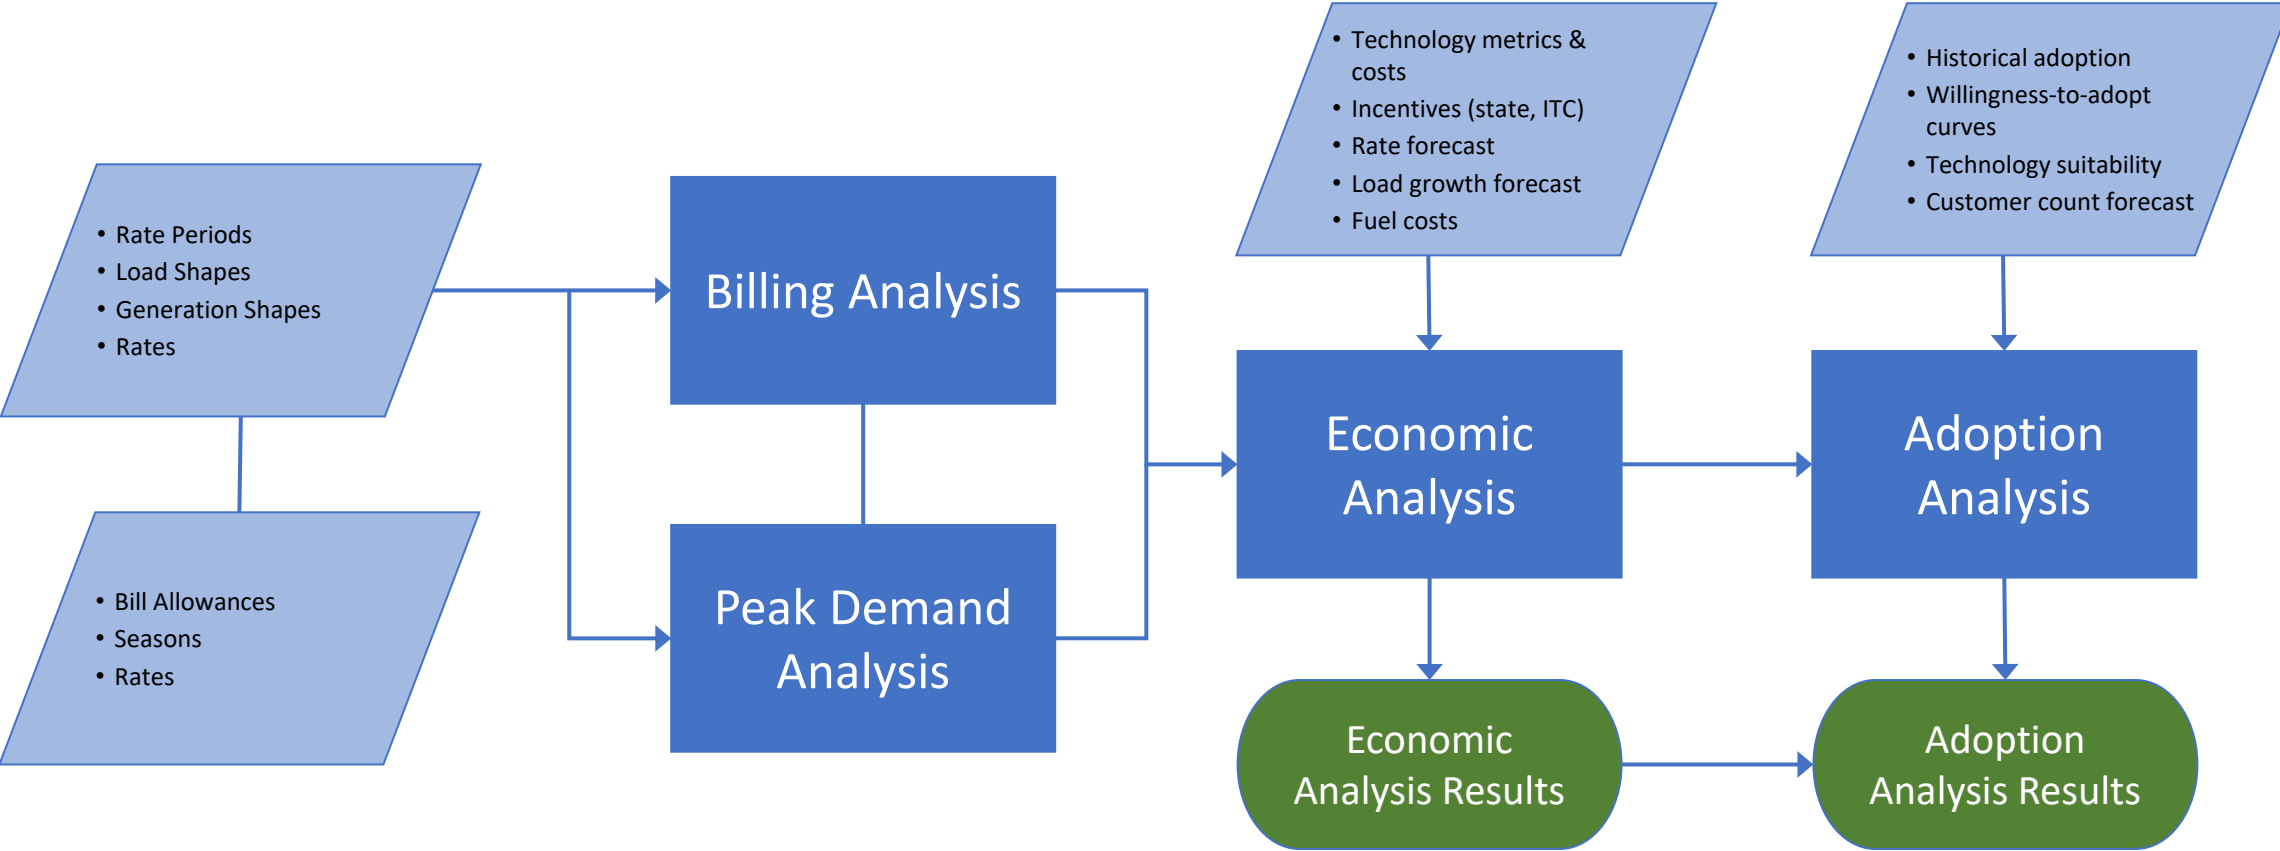 • Technology metrics &
costs
• Incentives (state, ITC)
• Rate forecast
• Load growth forecast
• Fuel costs
• Historical adoption
• Willingness-to-adopt
curves
• Technology suitability
• Customer count forecast
• Rate Periods
• Load Shapes
• Generation Shapes
• Rates
Billing Analysis
Economic
Analysis
Adoption
Analysis
• Bill Allowances
• Seasons
• Rates
Peak Demand
Analysis
Economic
Analysis Results
Adoption
Analysis Results